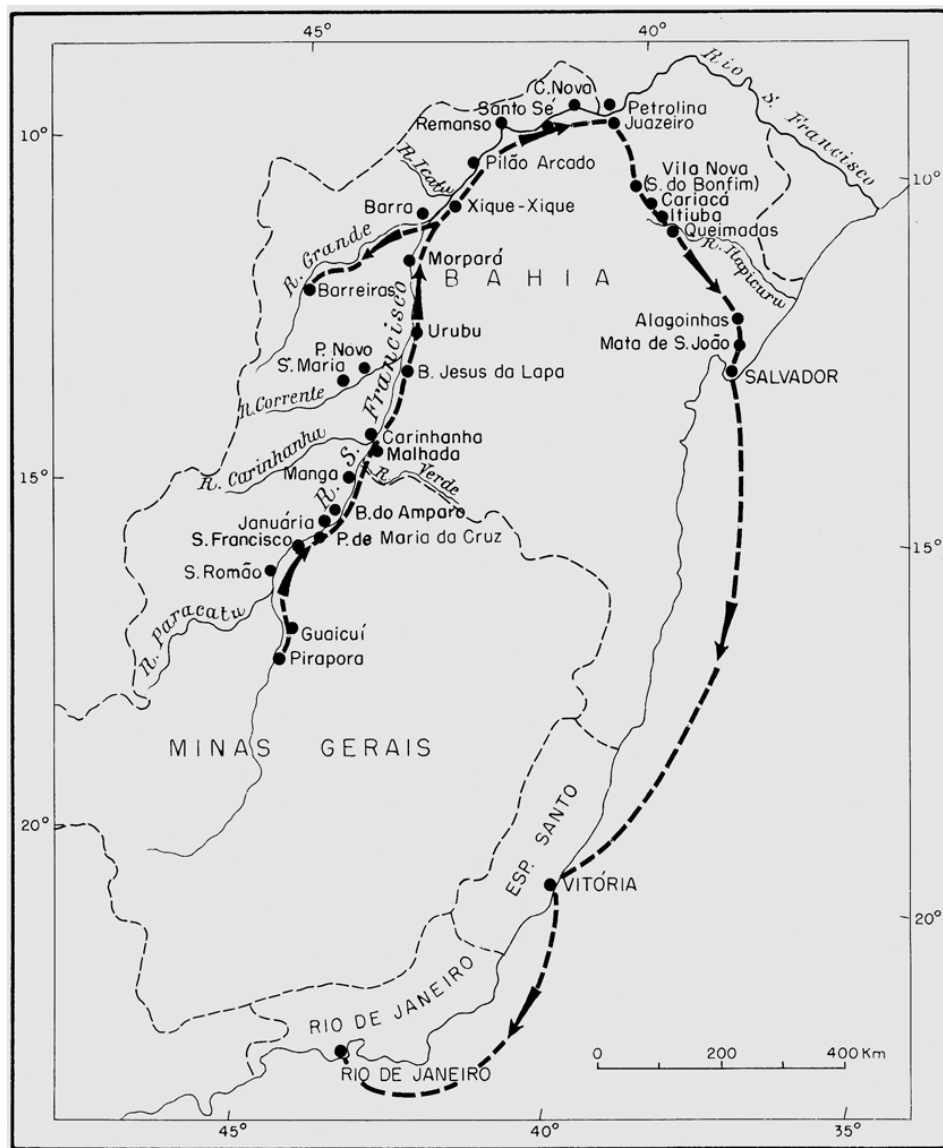 45°
40°
Rio
S. Francisco
C. Nova
Santo Sé
Petrolina
Remanso
Juazeiro
10°
R. Icatu
Pilão Arcado
Vila Nova
(S. do Bonfim)
10°
Barra
Xique-Xique
Cariacá
Itiuba
Queimadas
R. Grande
R. Itapicuru
Morpará
BAHIA
Barreiras
Alagoinhas
Urubu
Mata de S. João
P. Novo
Sª Maria
B. Jesus da Lapa
SALVADOR
R. Corrente
R. S. Francisco
Carinhanha
R. Carinhanha
Malhada
15°
Manga
R. Verde
B. do Amparo
Januária
S. Francisco
P. de Maria da Cruz
15°
S. Romão
R. Paracatu
Guaicuí
Pirapora
MINAS GERAIS
20°
ESP. SANTO
VITÓRIA
20°
RIO DE JANEIRO
RIO DE JANEIRO
0 200 400 Km
45°
40°
35°